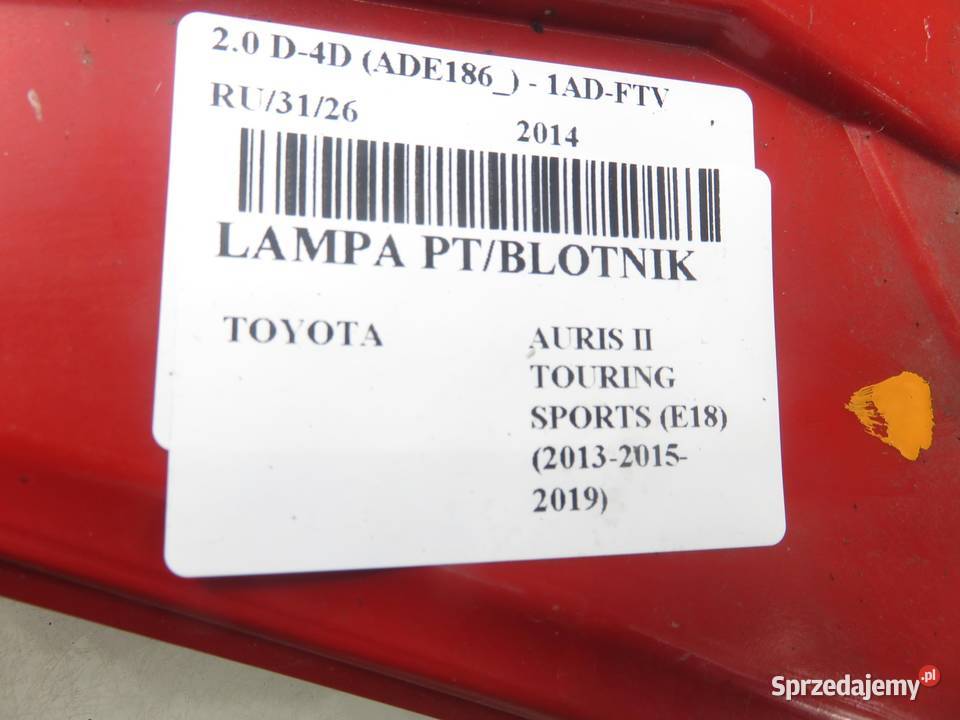 2.0 D-4D (ADE186_) - 1AD-FTV
RU/31/26
2014
LAMPA PT/BLOTNIK
TOYOTA
AURIS II
TOURING
SPORTS (E18)
(2013-2015-
2019)
Sprzedajemy.pl